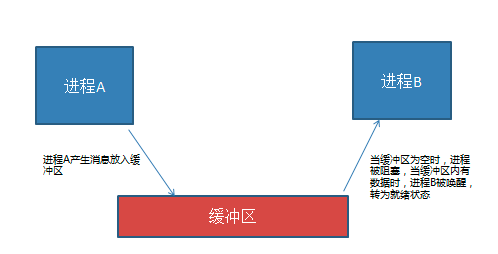 进程A
进程B
进程A产生消息放入缓
冲区
当缓冲区为空时，进程
被阻塞，当缓冲区内有
数据时，进程B被唤醒，
转为就绪状态
缓冲区